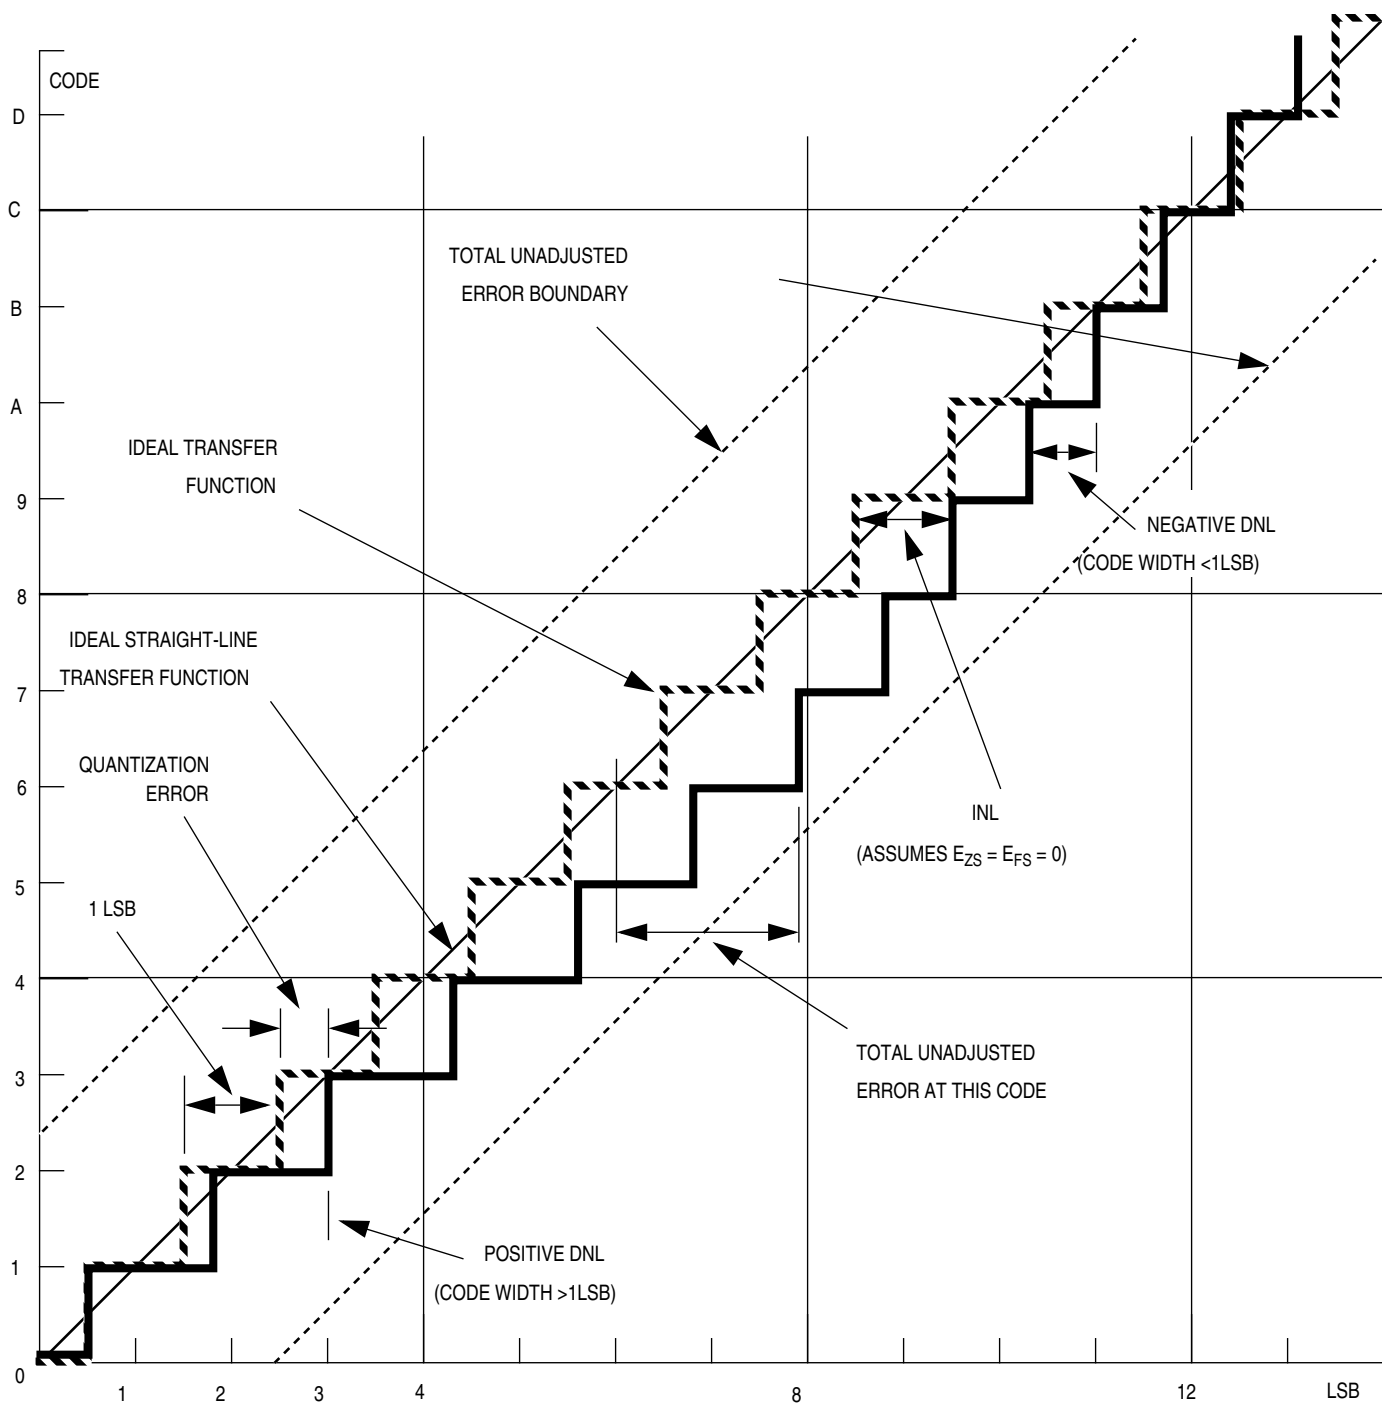 CODE
D
C
TOTAL UNADJUSTED
ERROR BOUNDARY
B
A
IDEAL TRANSFER
FUNCTION
9
NEGATIVE DNL
(CODE WIDTH <1LSB)
8
IDEAL STRAIGHT-LINE
TRANSFER FUNCTION
7
QUANTIZATION
ERROR
6
INL
(ASSUMES E_ZS = E_FS = 0)
5
1 LSB
4
TOTAL UNADJUSTED
ERROR AT THIS CODE
3
2
POSITIVE DNL
(CODE WIDTH >1LSB)
1
0
1 2 3 4 8 12 LSB